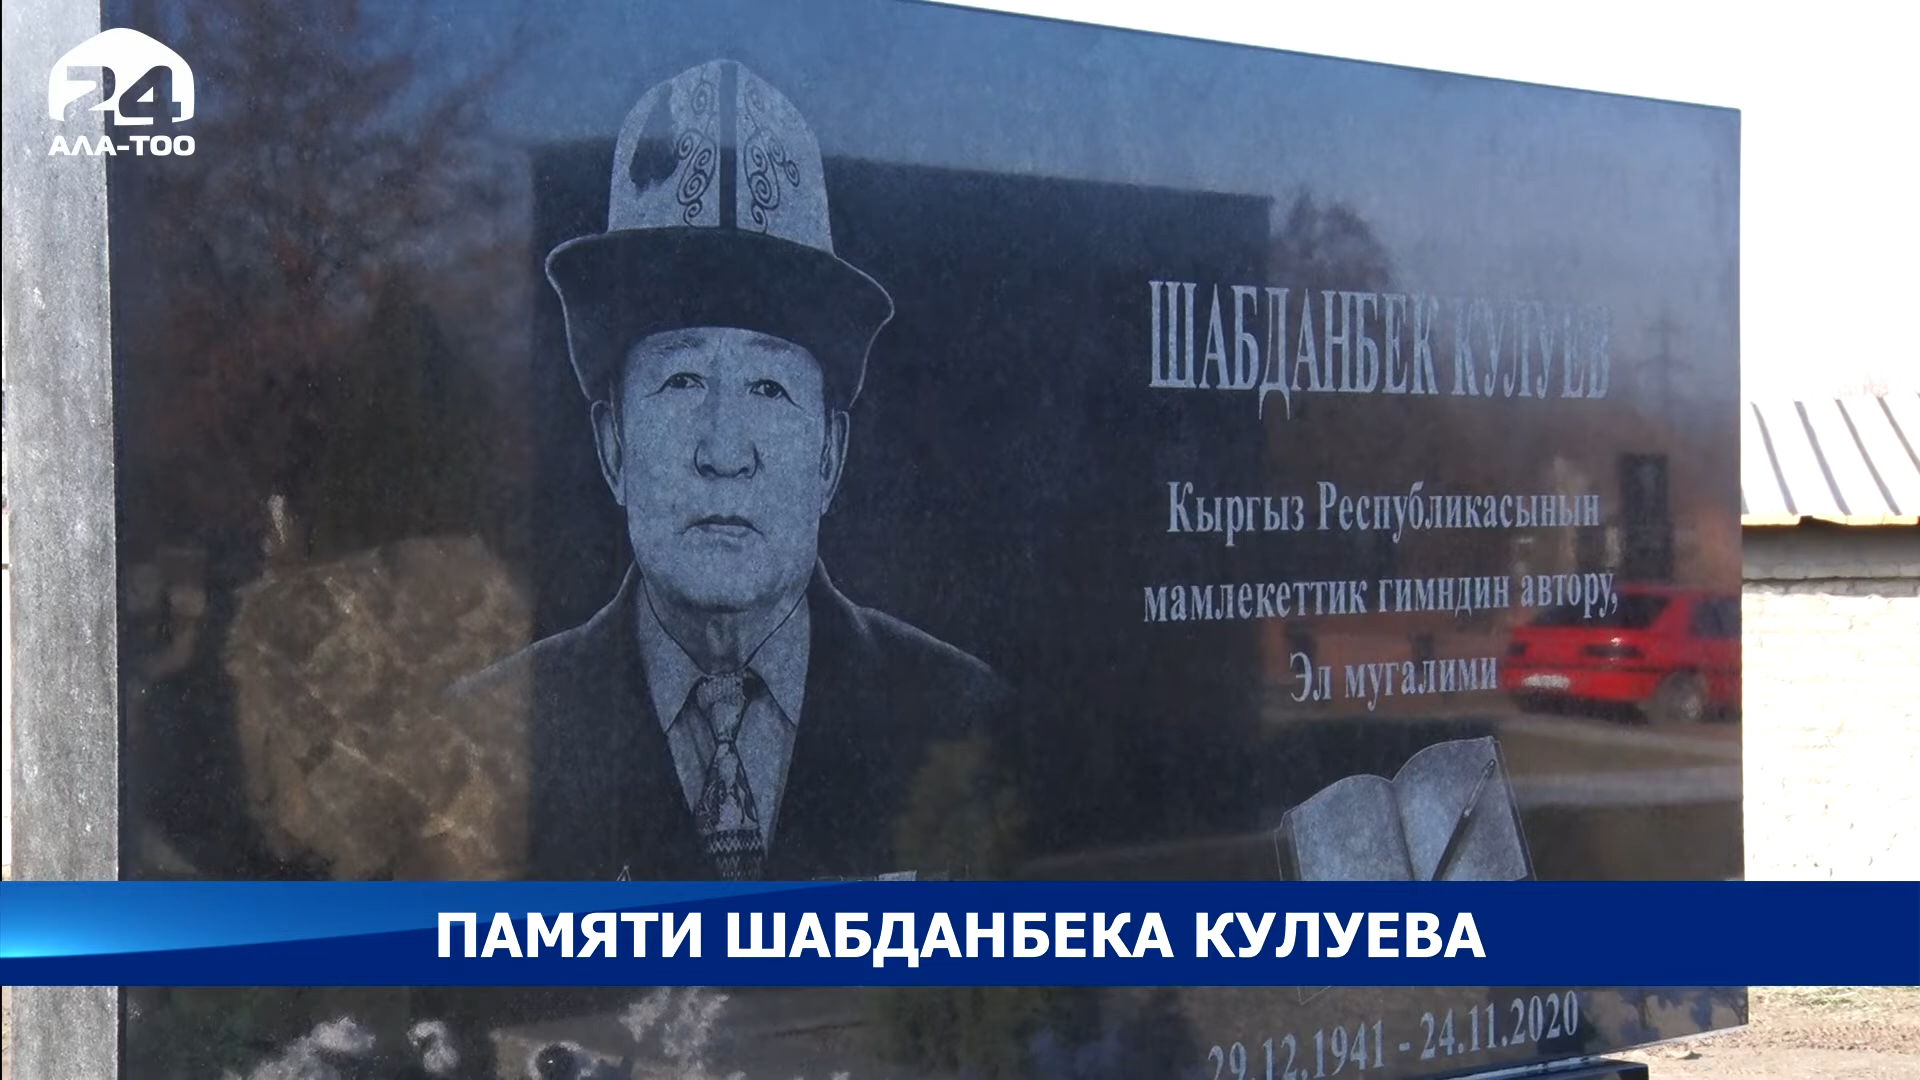 24
АЛА-ТОО
ШАБДАНБЕК КУЛУЕВ
Кыргыз Республикасынын
мамлекеттик гимндин автору,
Эл мугалими
ПАМЯТИ ШАБДАНБЕКА КУЛУЕВА
29.12.1941 - 24.11.2020